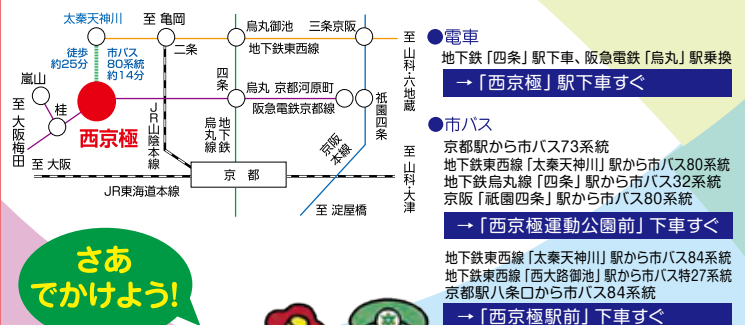 太秦天神川
至 亀岡
烏丸御池
三条京阪
二条
地下鉄東西線
至 山科・六地蔵
徒歩
約25分
市バス
80系統
約14分
嵐山
桂
四条
烏丸
京都河原町
阪急電鉄京都線
祇園四条
至 大阪梅田
西京極
JR山陰本線
地下鉄
烏丸線
京阪
本線
至 大阪
京都
至 山科・大津
JR東海道本線
至 淀屋橋
さあ
でかけよう!
●電車
地下鉄「四条」駅下車、阪急電鉄「烏丸」駅乗換
→「西京極」駅下車すぐ
●市バス
京都駅から市バス73系統
地下鉄東西線「太秦天神川」駅から市バス80系統
地下鉄烏丸線「四条」駅から市バス32系統
京阪「祇園四条」駅から市バス80系統
→「西京極運動公園前」下車すぐ
地下鉄東西線「太秦天神川」駅から市バス84系統
地下鉄東西線「西大路御池」駅から市バス特27系統
京都駅八条口から市バス84系統
→「西京極駅前」下車すぐ